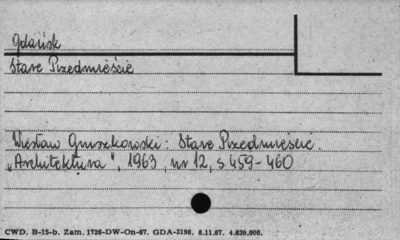 Gdańsk
Stare Przedmieście
Wiesław Gruszkowski: Stare Przedmieście.
„Architektura", 1963, nr 12, s 459-460
CWD. B-15-b. Zam. 1726-DW-On-67. GDA-3196. 8.11.67. 4.630.000.